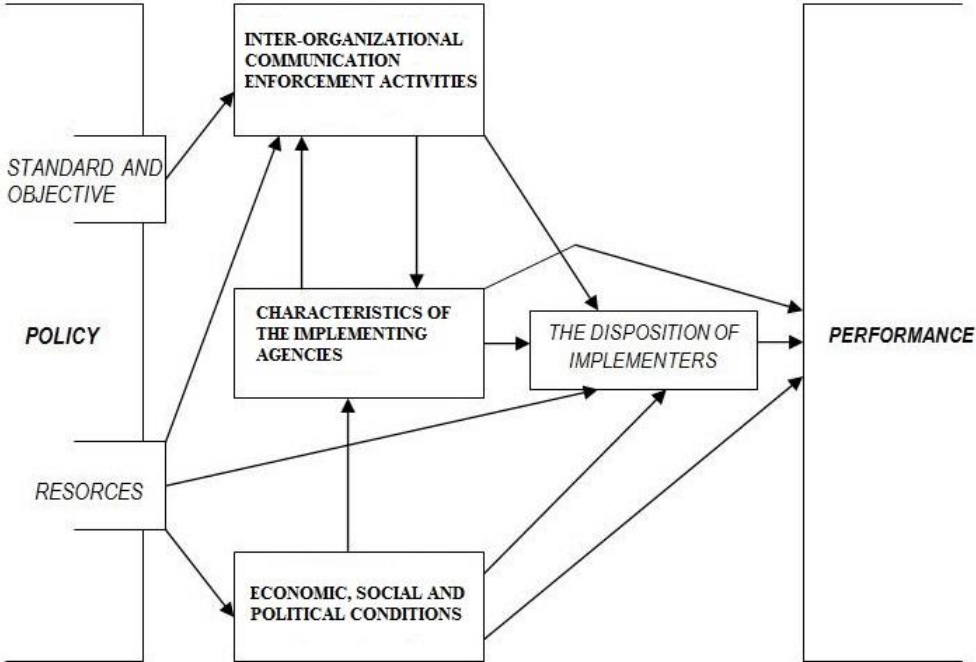 INTER-ORGANIZATIONAL
COMMUNICATION
ENFORCEMENT ACTIVITIES
STANDARD AND
OBJECTIVE
POLICY
CHARACTERISTICS OF
THE IMPLEMENTING
AGENCIES
THE DISPOSITION OF
IMPLEMENTERS
PERFORMANCE
RESORCES
ECONOMIC, SOCIAL AND
POLITICAL CONDITIONS